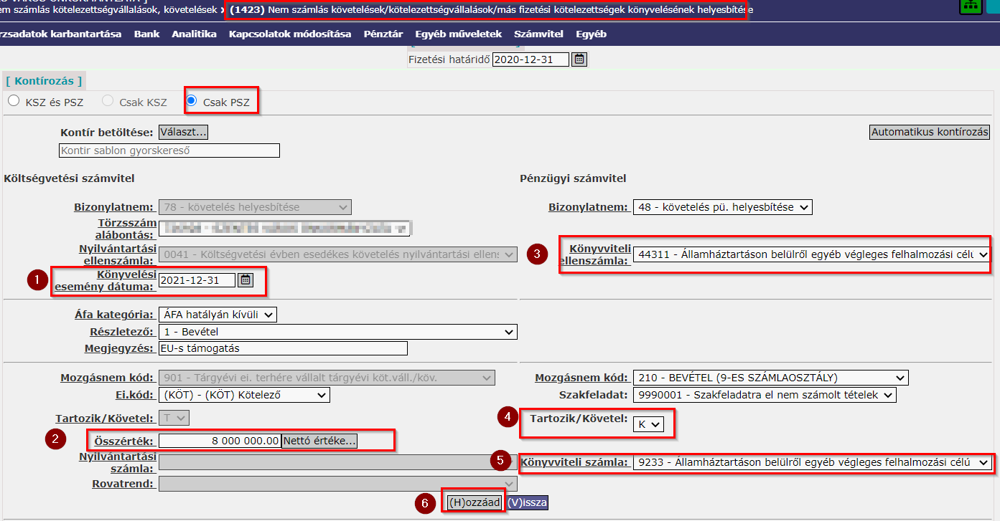 em számlás kötelezettségvállalások, követelések › (1423) Nem számlás követelések/kötelezettségvállalások/más fizetési kötelezettségek könyvelésének helyesbítése
rzsadatok karbantartása Bank Analitika Kapcsolatok módosítása Pénztár Egyéb műveletek Számvitel Egyéb
Fizetési határidő 2020-12-31
[ Kontírozás ]
KSZ és PSZ Csak KSZ Csak PSZ
Kontír betöltése: Választ... Automatikus kontírozás
Kontir sablon gyorskereső
Költségvetési számvitel Pénzügyi számvitel
Bizonylatnem: 78 - követelés helyesbítése Bizonylatnem: 48 - követelés pü. helyesbítése
Törzsszám
alábontás:
Nyilvántartási
ellenszámla: 0041 - Költségvetési évben esedékes követelés nyilvántartási ellens
3 Könyvviteli
ellenszámla: 44311 - Államháztartáson belülről egyéb végleges felhalmozási célú
1 Könyvelési
esemény dátuma: 2021-12-31
Áfa kategória: ÁFA hatályán kívüli
Részletező: 1 - Bevétel
Megjegyzés: EU-s támogatás
Mozgásnem kód: 901 - Tárgyévi ei. terhére vállalt tárgyévi köt.váll./köv. Mozgásnem kód: 210 - BEVÉTEL (9-ES SZÁMLAOSZTÁLY)
Ei.kód: (KÖT) - (KÖT) Kötelező Szakfeladat: 9990001 - Szakfeladatra el nem számolt tételek
Tartozik/Követel: T 4 Tartozik/Követel: K
2 Összérték: 8 000 000.00 Nettó értéke...
Nyilvántartási
számla:
5 Könyvviteli számla: 9233 - Államháztartáson belülről egyéb végleges felhalmozási célú
Rovatrend:
6 (H)ozzáad (V)issza